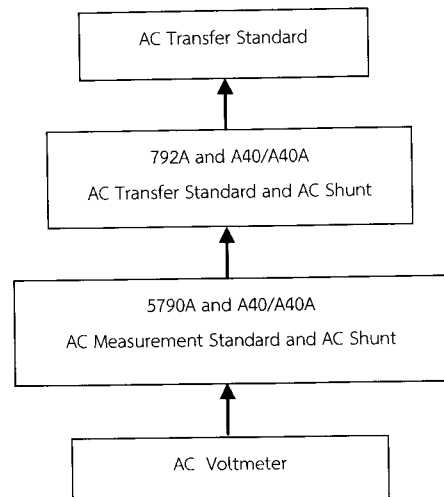 AC Transfer Standard
792A and A40/A40A
AC Transfer Standard and AC Shunt
5790A and A40/A40A
AC Measurement Standard and AC Shunt
AC Voltmeter